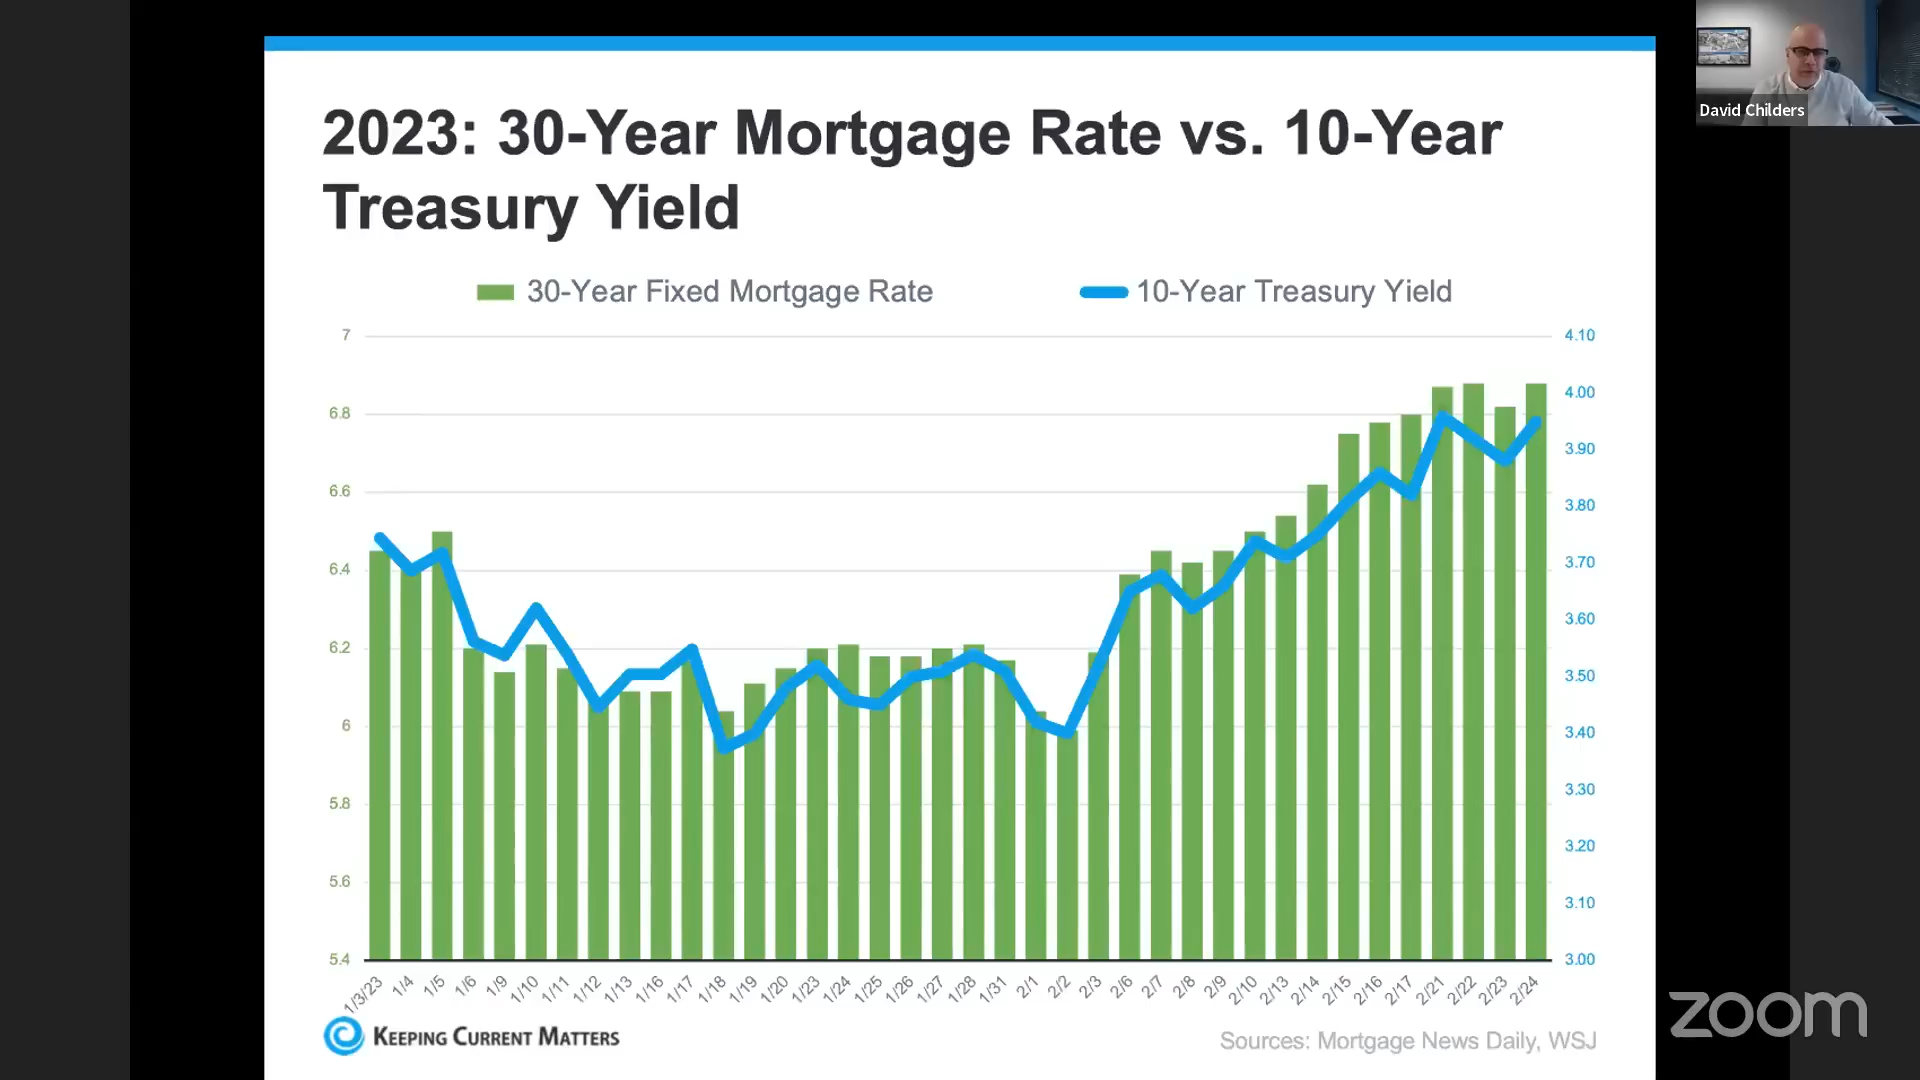 David Childers
2023: 30-Year Mortgage Rate vs. 10-Year
Treasury Yield
30-Year Fixed Mortgage Rate
10-Year Treasury Yield
7
6.8
6.6
6.4
6.2
6
5.8
5.6
5.4
4.10
4.00
3.90
3.80
3.70
3.60
3.50
3.40
3.30
3.20
3.10
3.00
1/3/23 1/4 1/5 1/6 1/9 1/10 1/11 1/12 1/13 1/16 1/17 1/18 1/19 1/20 1/23 1/24 1/25 1/26 1/27 1/28 1/31 2/1 2/2 2/3 2/6 2/7 2/8 2/9 2/10 2/13 2/14 2/15 2/16 2/17 2/21 2/22 2/23 2/24
KEEPING CURRENT MATTERS
Sources: Mortgage News Daily, WSJ
zoom